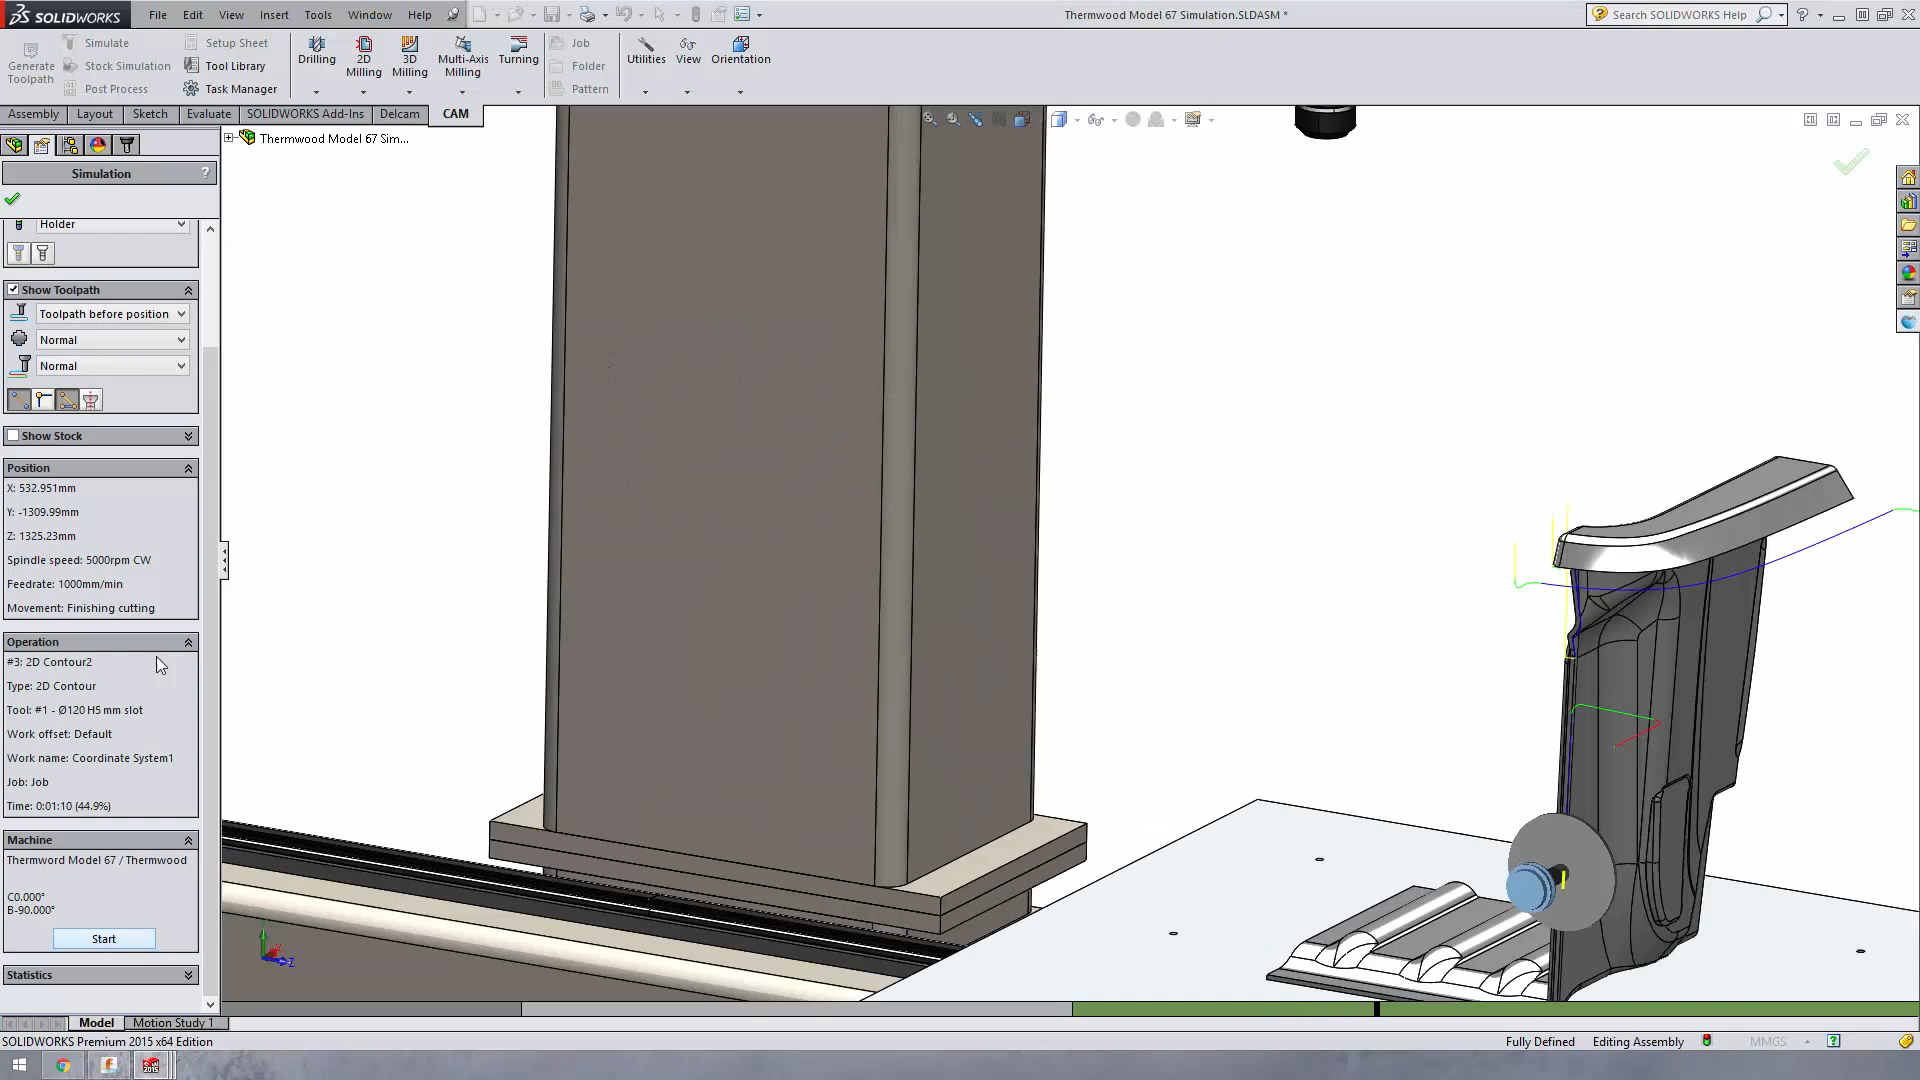 SOLIDWORKS File Edit View Insert Tools Window Help Thermwood Model 67 Simulation.SLDASM * Search SOLIDWORKS Help
Generate Toolpath
Simulate
Stock Simulation
Post Process
Setup Sheet
Tool Library
Task Manager
Drilling
2D Milling
3D Milling
Multi-Axis Milling
Turning
Job
Folder
Pattern
Utilities
View
Orientation
Assembly Layout Sketch Evaluate SOLIDWORKS Add-Ins Delcam CAM
Thermwood Model 67 Sim...
Simulation ?
Holder
Show Toolpath
Toolpath before position
Normal
Normal
Show Stock
Position
X: 532.951mm
Y: -1309.99mm
Z: 1325.23mm
Spindle speed: 5000rpm CW
Feedrate: 1000mm/min
Movement: Finishing cutting
Operation
#3: 2D Contour2
Type: 2D Contour
Tool: #1 - Ø120 H5 mm slot
Work offset: Default
Work name: Coordinate System1
Job: Job
Time: 0:01:10 (44.9%)
Machine
Thermword Model 67 / Thermwood
C0.000°
B-90.000°
Start
Statistics
Z
Model Motion Study 1
SOLIDWORKS Premium 2015 x64 Edition Fully Defined Editing Assembly MMGS ?